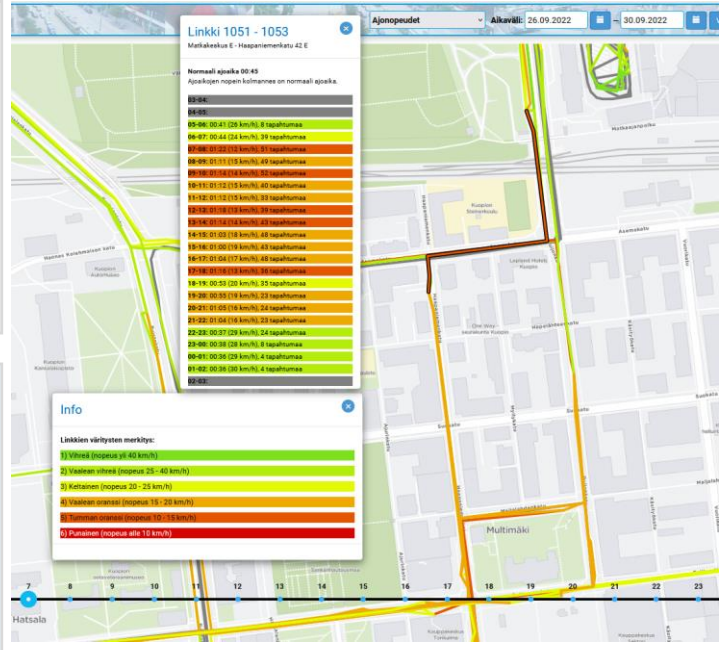 Ajonopeudet
Aikaväli: 26.09.2022 - 30.09.2022
Linkki 1051 - 1053
Matkakeskus E - Haapaniemenkatu 42 E
Normaali ajoaika 00:45
Ajoaikojen nopein kolmannes on normaali ajoaika.
03-04:
04-05:
05-06: 00:41 (26 km/h), 8 tapahtumaa
06-07: 00:44 (24 km/h), 39 tapahtumaa
07-08: 01:22 (12 km/h), 51 tapahtumaa
08-09: 01:11 (15 km/h), 49 tapahtumaa
09-10: 01:14 (14 km/h), 52 tapahtumaa
10-11: 01:12 (15 km/h), 40 tapahtumaa
11-12: 01:12 (15 km/h), 33 tapahtumaa
12-13: 01:18 (13 km/h), 39 tapahtumaa
13-14: 01:14 (14 km/h), 43 tapahtumaa
14-15: 01:03 (18 km/h), 48 tapahtumaa
15-16: 01:00 (19 km/h), 43 tapahtumaa
16-17: 01:04 (17 km/h), 48 tapahtumaa
17-18: 01:16 (13 km/h), 36 tapahtumaa
18-19: 00:53 (20 km/h), 35 tapahtumaa
19-20: 00:55 (19 km/h), 23 tapahtumaa
20-21: 01:05 (16 km/h), 24 tapahtumaa
21-22: 01:04 (16 km/h), 23 tapahtumaa
22-23: 00:37 (29 km/h), 24 tapahtumaa
23-00: 00:38 (28 km/h), 8 tapahtumaa
00-01: 00:36 (29 km/h), 4 tapahtumaa
01-02: 00:36 (30 km/h), 4 tapahtumaa
02-03:
Matkaajanpolku
Kuopion
Asemakatu
Lapland Hotels
Kuopio
One Way
Suokatu
Info
Linkkien väritysten merkitys:
1) Vihreä (nopeus yli 40 km/h)
2) Vaalean vihreä (nopeus 25 - 40 km/h)
3) Keltainen (nopeus 20 - 25 km/h)
4) Vaalean oranssi (nopeus 15 - 20 km/h)
5) Tumman oranssi (nopeus 10 - 15 km/h)
6) Punainen (nopeus alle 10 km/h)
Multimäki
7 8 9 10 11 12 13 14 15 16 17 18 19 20 21 22 23
Hatsala